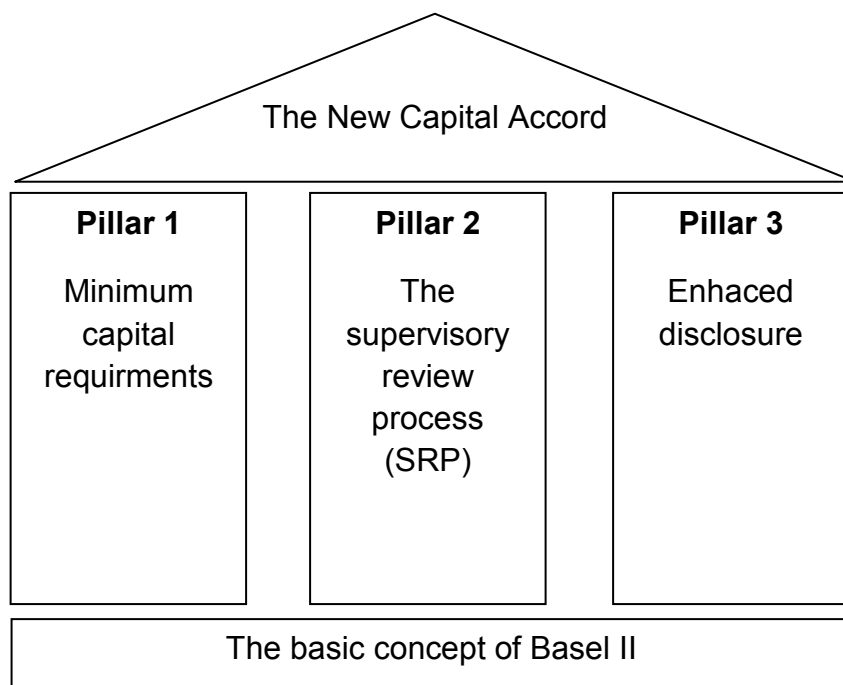 The New Capital Accord
Pillar 1
Minimum
capital
requirments
Pillar 2
The
supervisory
review
process
(SRP)
Pillar 3
Enhaced
disclosure
The basic concept of Basel II